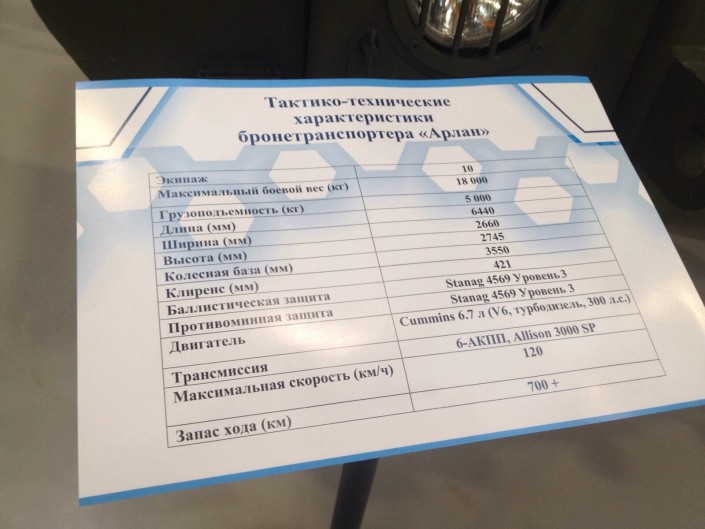 Тактико-технические
характеристики
бронетранспортера «Арлан»
Экипаж 10
Максимальный боевой вес (кг) 18 000
Грузоподъемность (кг) 5 000
Длина (мм) 6440
Ширина (мм) 2660
Высота (мм) 2745
Колесная база (мм) 3550
Клиренс (мм) 421
Баллистическая защита Stanag 4569 Уровень 3
Противоминная защита Stanag 4569 Уровень 3
Двигатель Cummins 6.7 л (V6, турбодизель, 300 л.с.)
Трансмиссия 6-АКПП, Allison 3000 SP
Максимальная скорость (км/ч) 120
Запас хода (км) 700 +